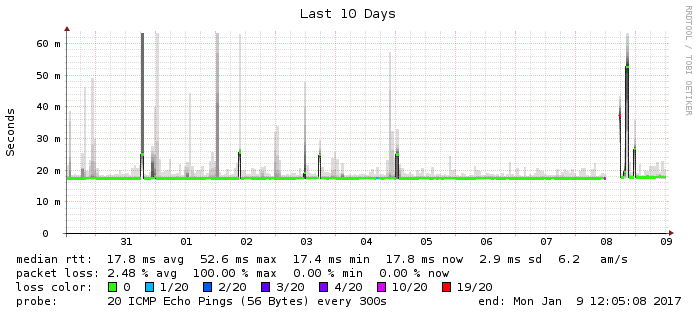 Last 10 Days
RRDTOOL / TOBI OETIKER
Seconds
60 m
50 m
40 m
30 m
20 m
10 m
0
31 01 02 03 04 05 06 07 08 09
median rtt: 17.8 ms avg 52.6 ms max 17.4 ms min 17.8 ms now 2.9 ms sd 6.2 am/s
packet loss: 2.48 % avg 100.00 % max 0.00 % min 0.00 % now
loss color: 0 1/20 2/20 3/20 4/20 10/20 19/20
probe: 20 ICMP Echo Pings (56 Bytes) every 300s end: Mon Jan 9 12:05:08 2017